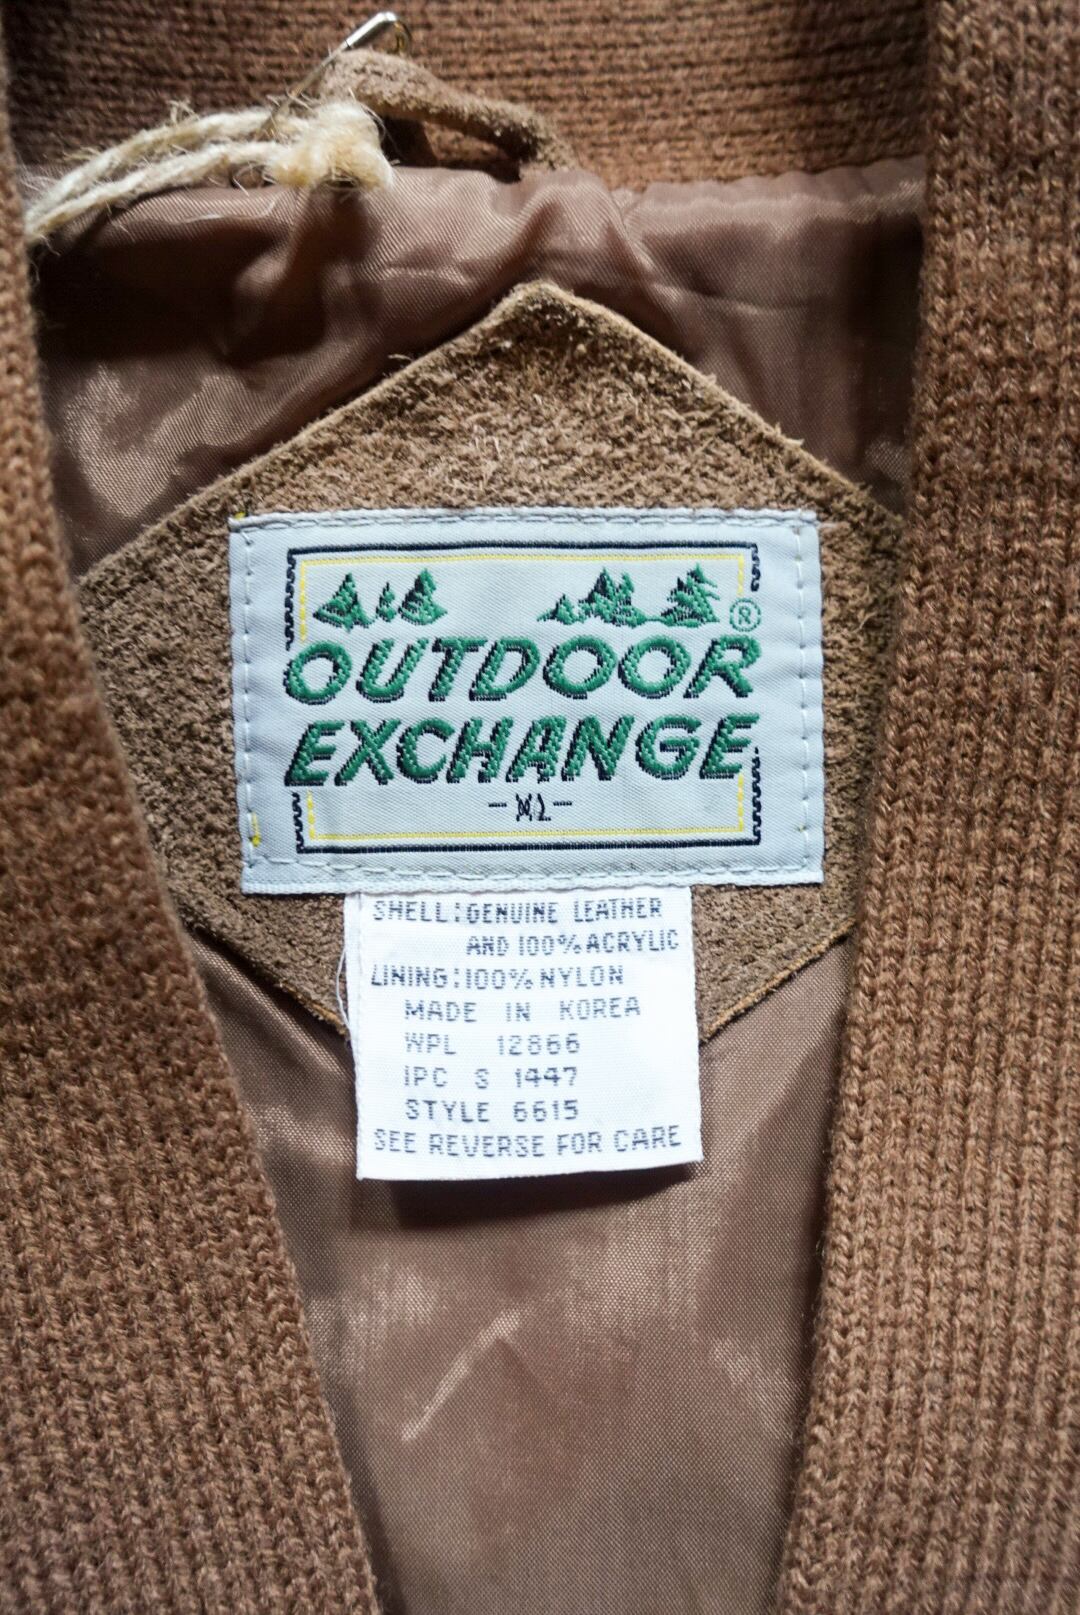 ®
OUTDOOR
EXCHANGE
-XL-
SHELL:GENUINE LEATHER
AND 100% ACRYLIC
LINING:100% NYLON
MADE IN KOREA
WPL 12866
IPC S 1447
STYLE 6615
SEE REVERSE FOR CARE